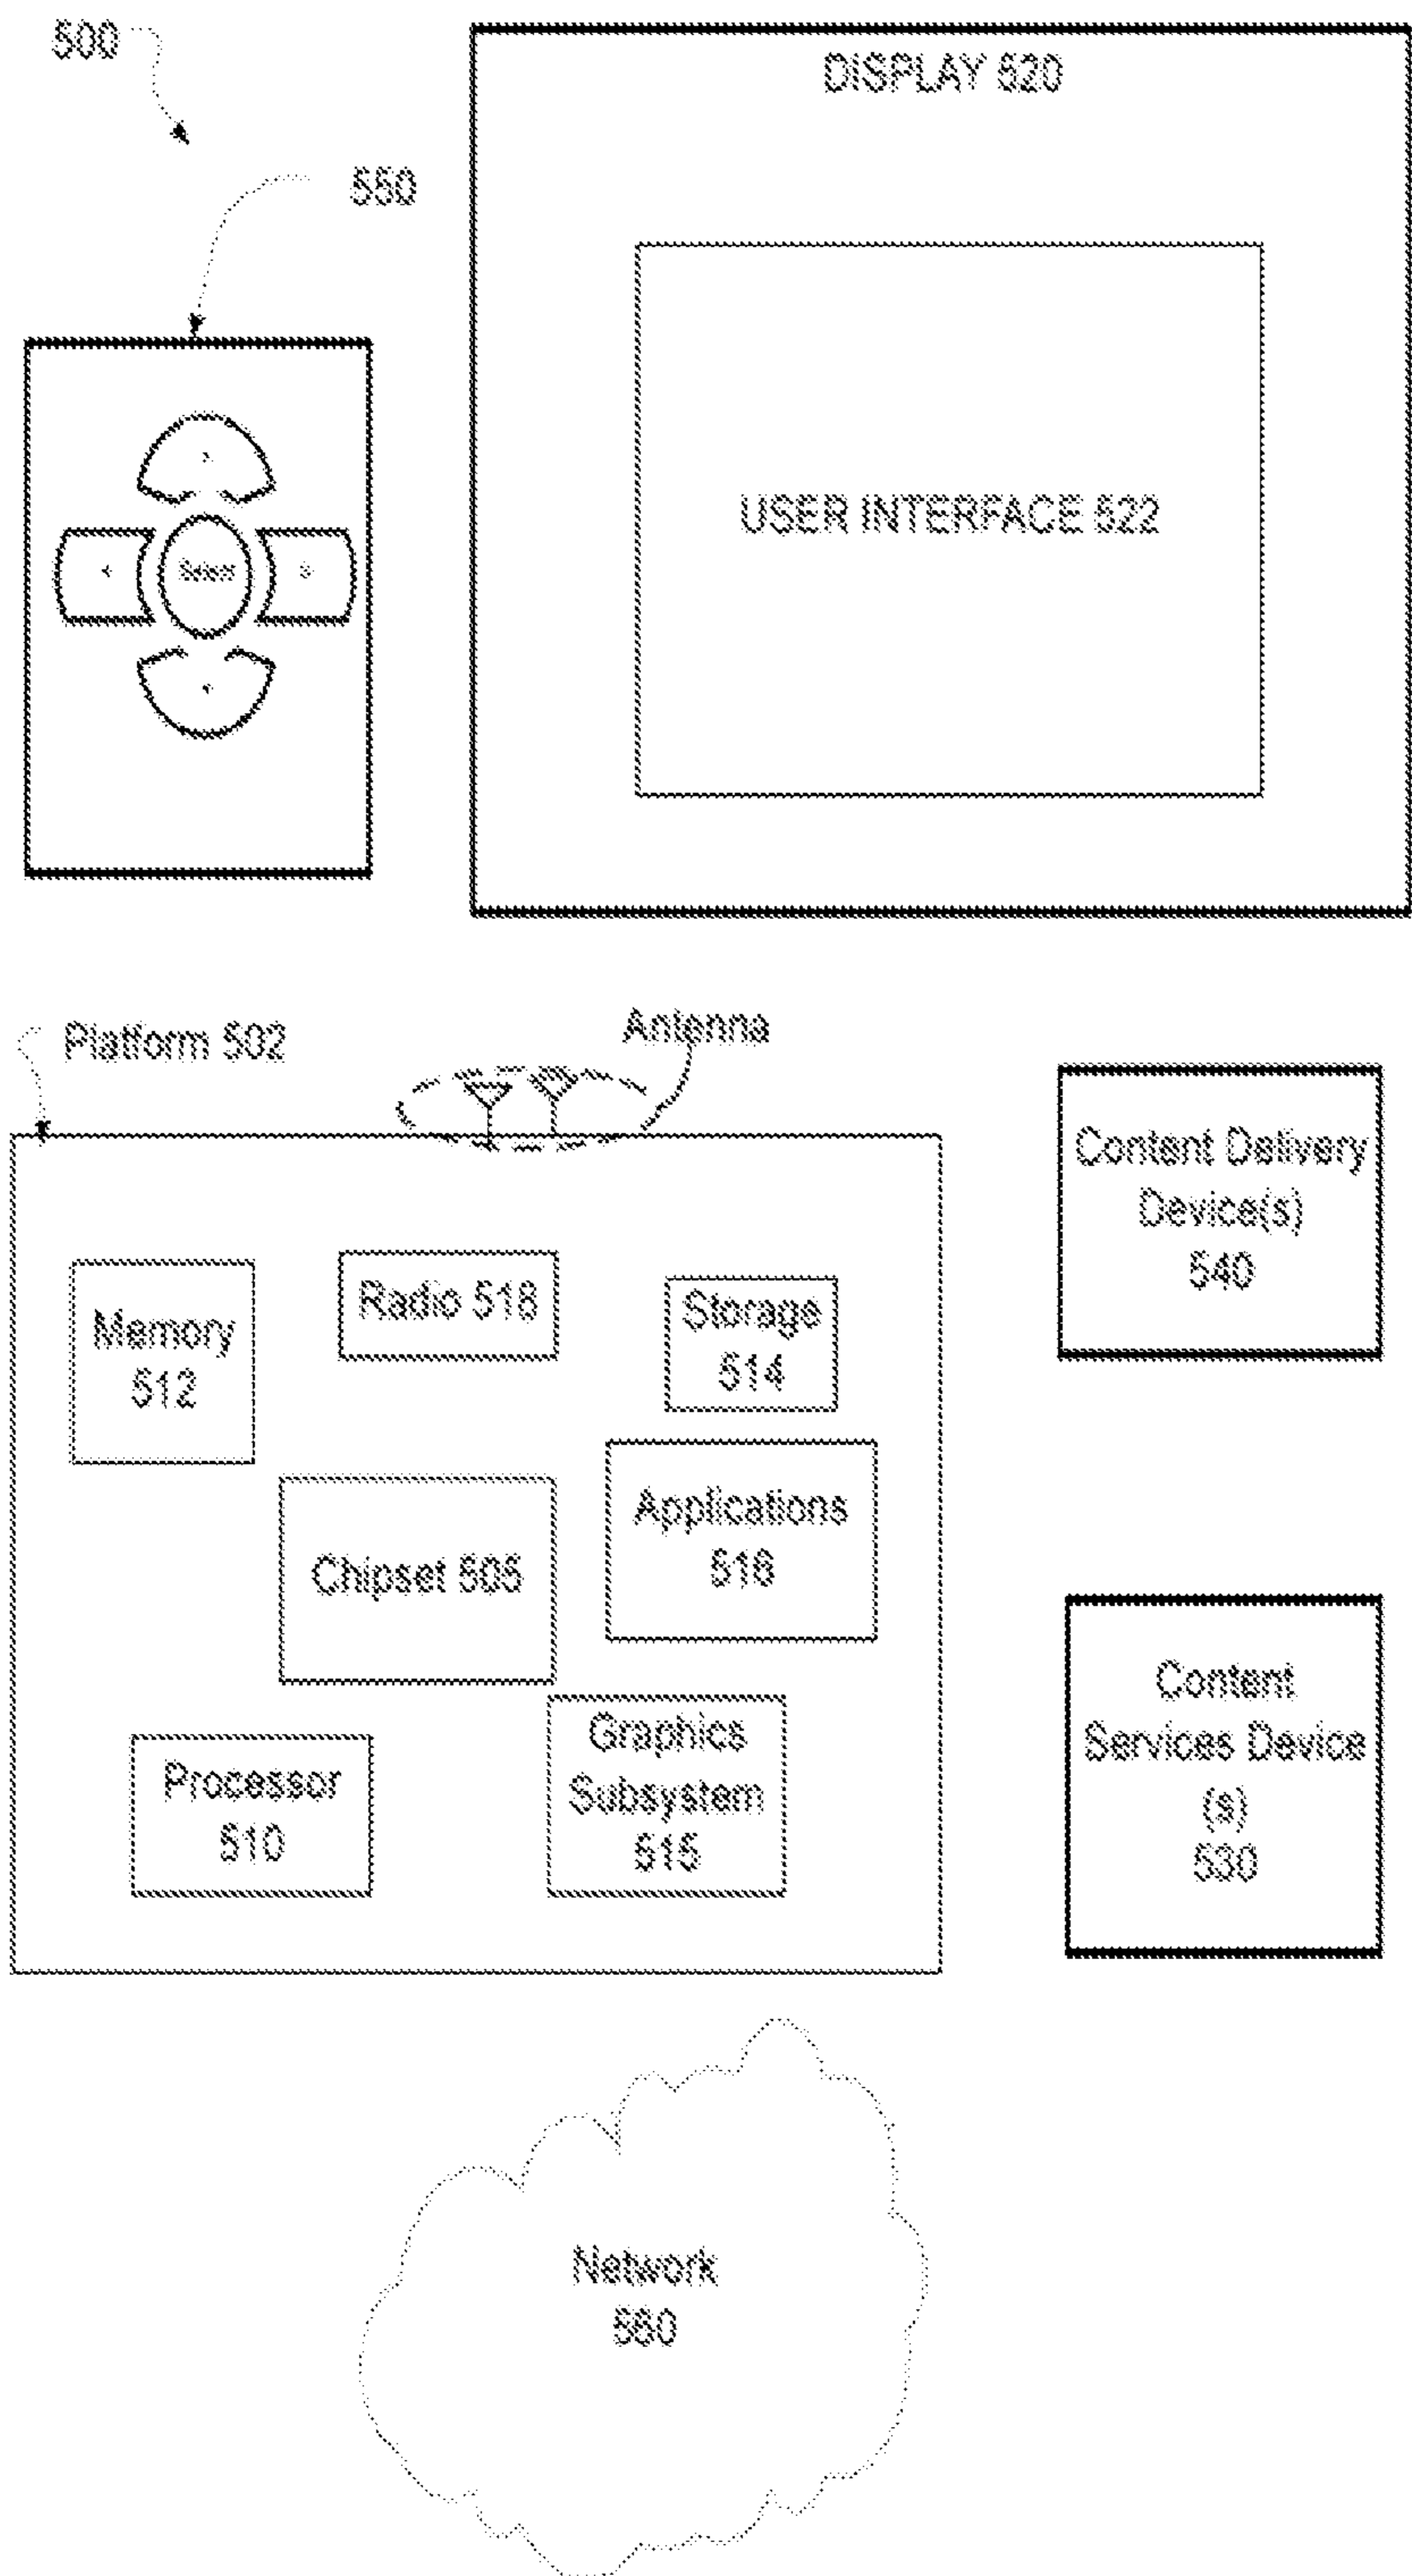 500
DISPLAY 520
550
USER INTERFACE 522
Select
Platform 502
Antenna
Content Delivery
Device(s)
540
Memory
512
Radio 518
Storage
514
Chipset 505
Applications
516
Processor
510
Graphics
Subsystem
515
Content
Services Device
(s)
530
Network
560